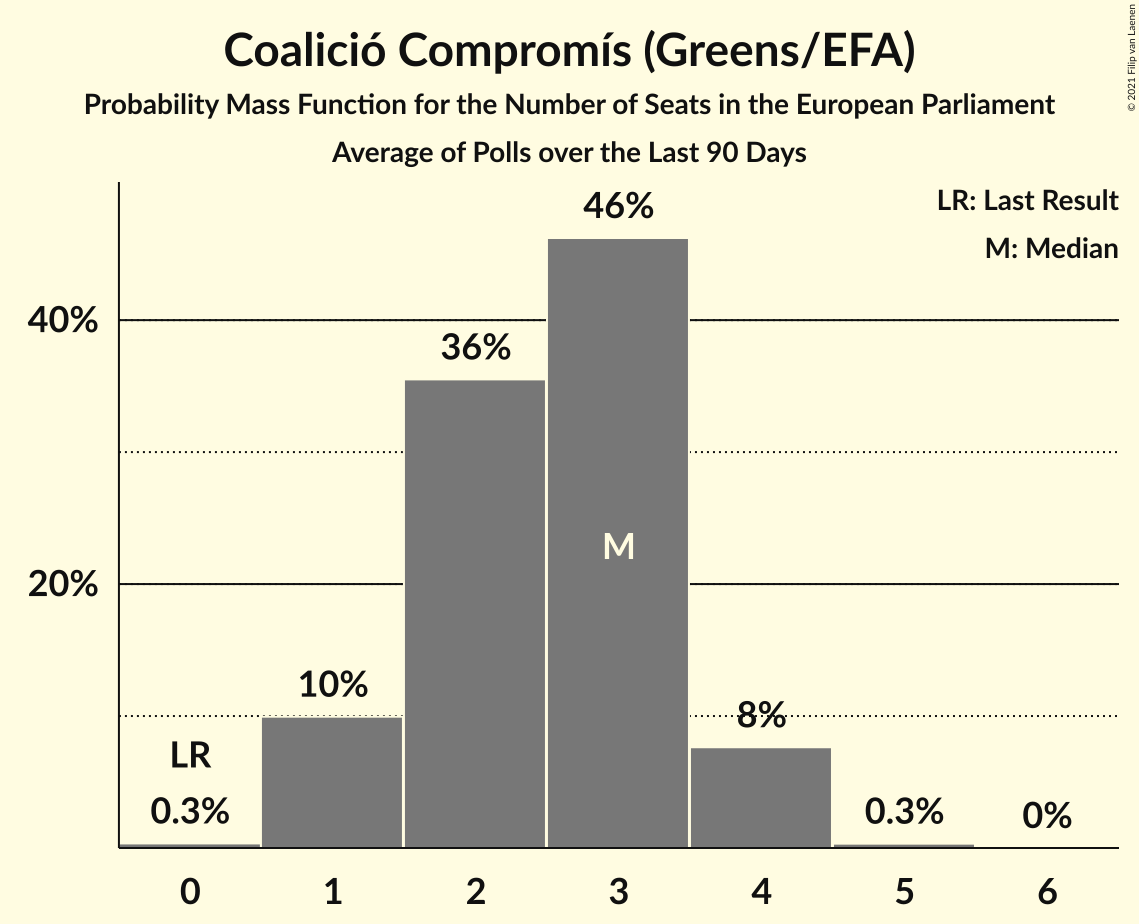 Coalició Compromís (Greens/EFA)
Probability Mass Function for the Number of Seats in the European Parliament
Average of Polls over the Last 90 Days
© 2021 Filip van Laenen
LR: Last Result
M: Median
46%
40%
36%
M
20%
10%
8%
LR
0.3%
0.3%
0%
0 1 2 3 4 5 6